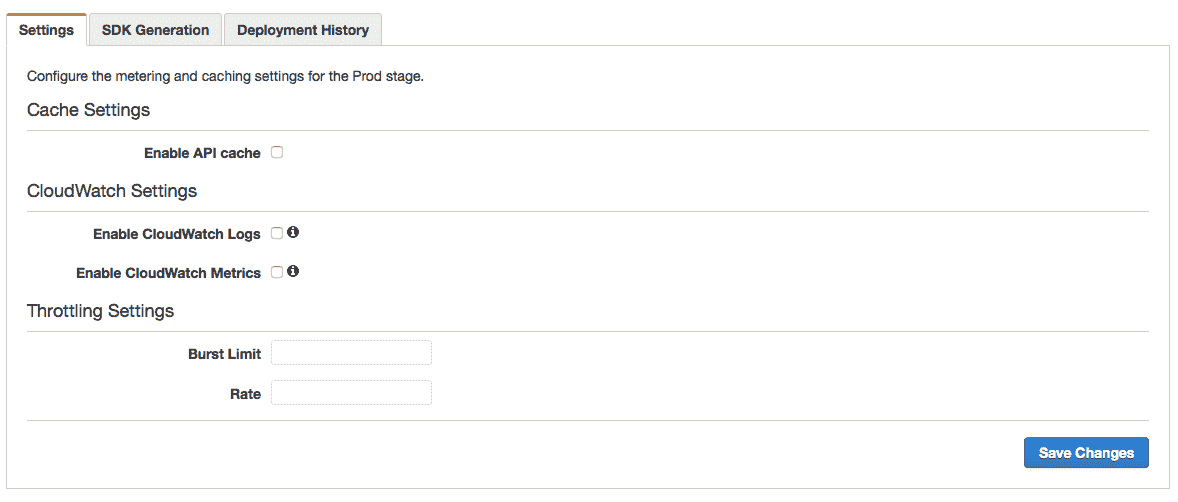 Settings SDK Generation Deployment History
Configure the metering and caching settings for the Prod stage.
Cache Settings
Enable API cache
CloudWatch Settings
Enable CloudWatch Logs
Enable CloudWatch Metrics
Throttling Settings
Burst Limit
Rate
Save Changes